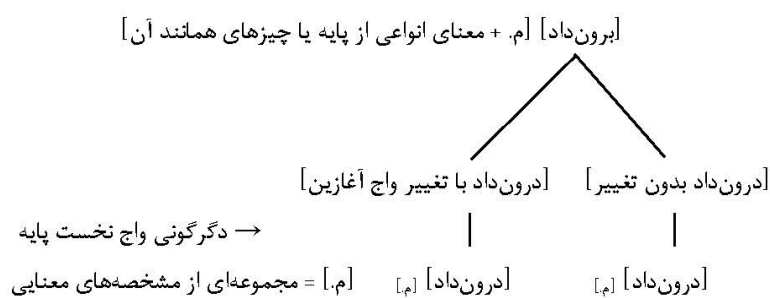 [برون‌داد] [م. + معنای انواعی از پایه یا چیزهای همانند آن]
[درون‌داد بدون تغییر] [درون‌داد با تغییر واج آغازین]
← دگرگونی واج نخست پایه
[درون‌داد] [م.] [درون‌داد] [م.] [م.] = مجموعه‌ای از مشخصه‌های معنایی